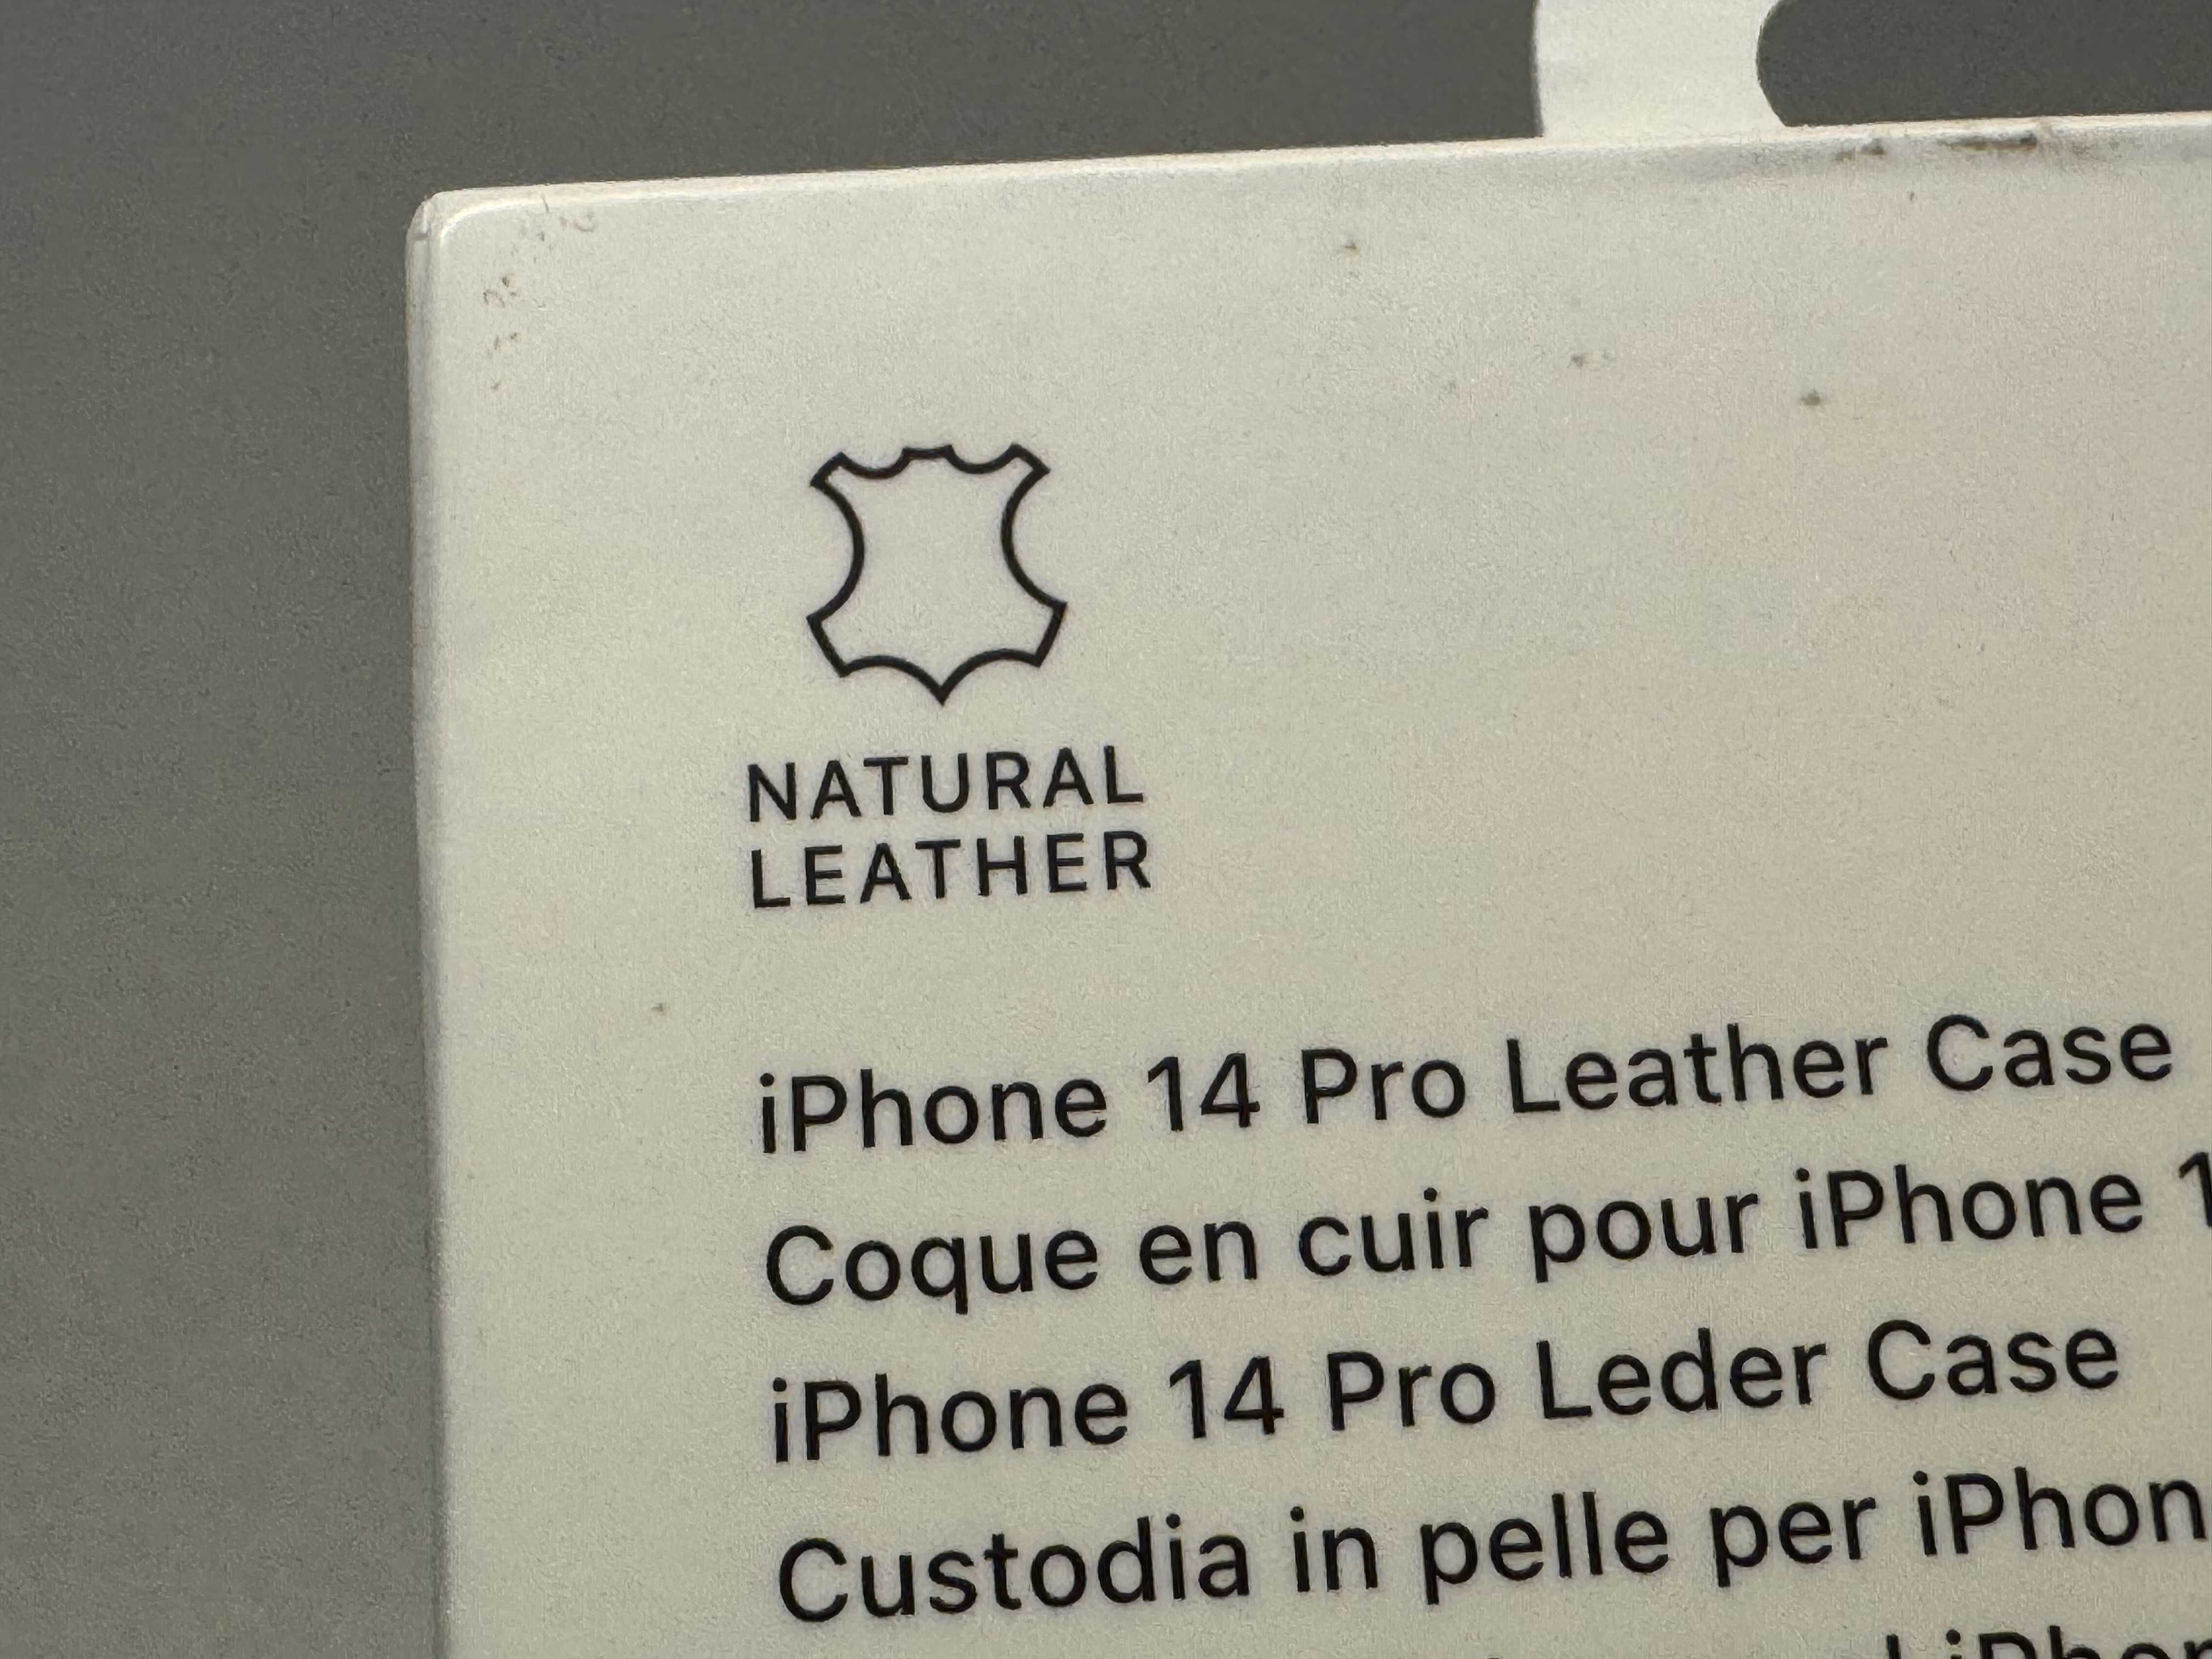 NATURAL
LEATHER
iPhone 14 Pro Leather Case
Coque en cuir pour iPhone
iPhone 14 Pro Leder Case
Custodia in pelle per